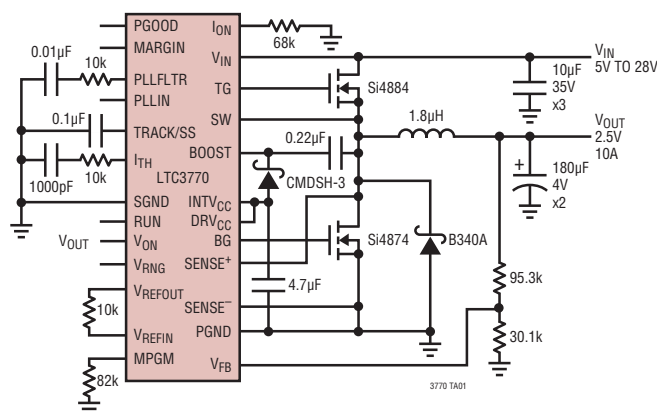 PGOOD
MARGIN
PLLFLTR
PLLIN
TRACK/SS
ITH
LTC3770
SGND
RUN
VON
VRNG
VREFOUT
VREFIN
MPGM
ION
VIN
TG
SW
BOOST
INTVCC
DRVCC
BG
SENSE+
SENSE–
PGND
VFB
0.01µF
10k
0.1µF
1000pF
10k
VOUT
10k
82k
68k
Si4884
0.22µF
CMDSH-3
1.8µH
Si4874
B340A
4.7µF
VIN
5V TO 28V
10µF
35V
x3
VOUT
2.5V
10A
+
180µF
4V
x2
95.3k
30.1k
3770 TA01